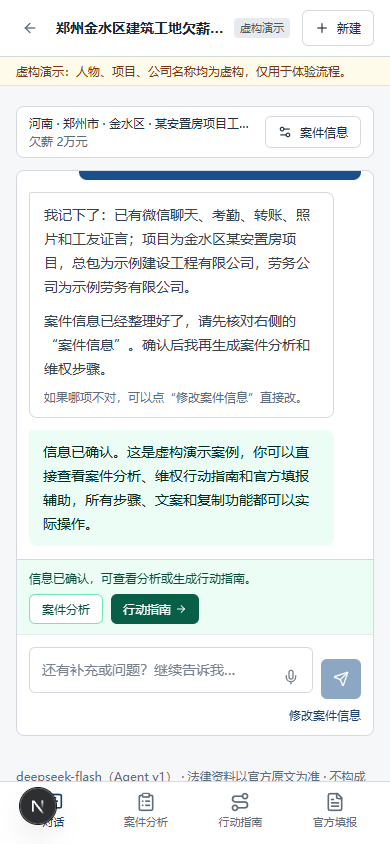 郑州金水区建筑工地欠薪...
虚构演示
新建
虚构演示：人物、项目、公司名称均为虚构，仅用于体验流程。
河南 · 郑州市 · 金水区 · 某安置房项目工...
欠薪 2万元
案件信息
我记下了：已有微信聊天、考勤、转账、照
片和工友证言；项目为金水区某安置房项
目，总包为示例建设工程有限公司，劳务公
司为示例劳务有限公司。
案件信息已经整理好了，请先核对右侧的
“案件信息”。确认后我再生成案件分析和
维权步骤。
如果哪项不对，可以点“修改案件信息”直接改。
信息已确认。这是虚构演示案例，你可以直
接查看案件分析、维权行动指南和官方填报
辅助，所有步骤、文案和复制功能都可以实
际操作。
信息已确认，可查看分析或生成行动指南。
案件分析
行动指南 →
还有补充或问题？继续告诉我...
修改案件信息
deepseek-flash（Agent v1） · 法律资料以官方原文为准 · 不构成
N
对话
案件分析
行动指南
官方填报